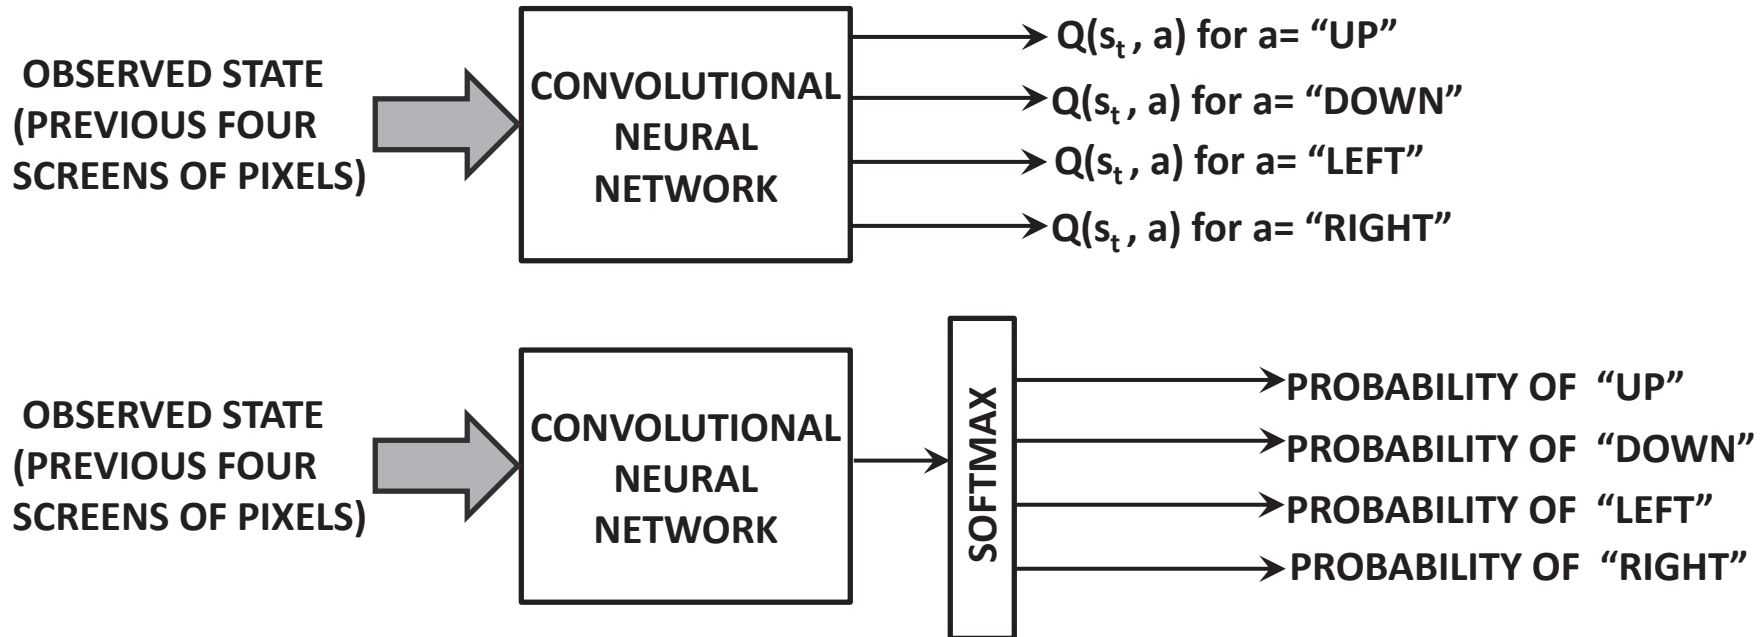 OBSERVED STATE
(PREVIOUS FOUR
SCREENS OF PIXELS)
CONVOLUTIONAL
NEURAL
NETWORK
Q(sₜ , a) for a= “UP”
Q(sₜ , a) for a= “DOWN”
Q(sₜ , a) for a= “LEFT”
Q(sₜ , a) for a= “RIGHT”
OBSERVED STATE
(PREVIOUS FOUR
SCREENS OF PIXELS)
CONVOLUTIONAL
NEURAL
NETWORK
SOFTMAX
PROBABILITY OF “UP”
PROBABILITY OF “DOWN”
PROBABILITY OF “LEFT”
PROBABILITY OF “RIGHT”